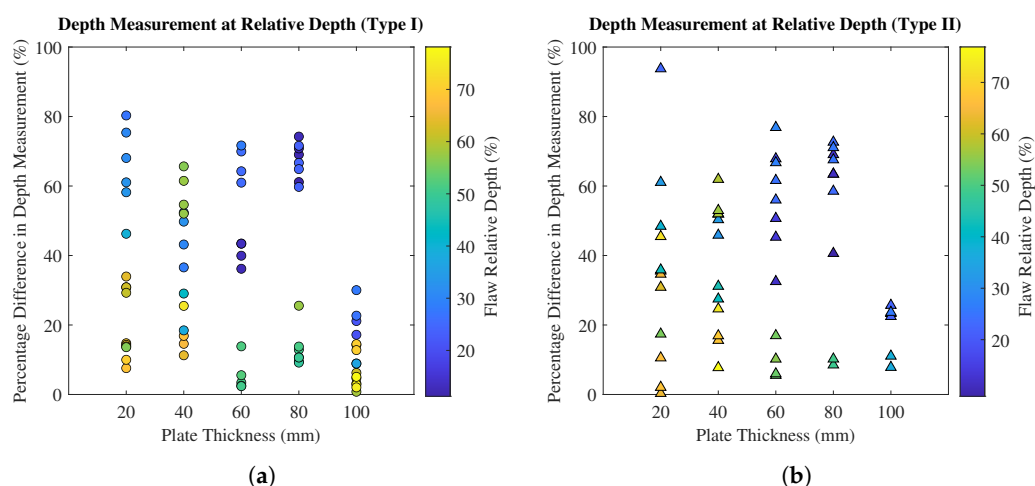 Depth Measurement at Relative Depth (Type I)
Percentage Difference in Depth Measurement (%)
100
80
60
40
20
0
20 40 60 80 100
Plate Thickness (mm)
70
60
50
40
30
20
Flaw Relative Depth (%)
(a)
Depth Measurement at Relative Depth (Type II)
Percentage Difference in Depth Measurement (%)
100
80
60
40
20
0
20 40 60 80 100
Plate Thickness (mm)
70
60
50
40
30
20
Flaw Relative Depth (%)
(b)